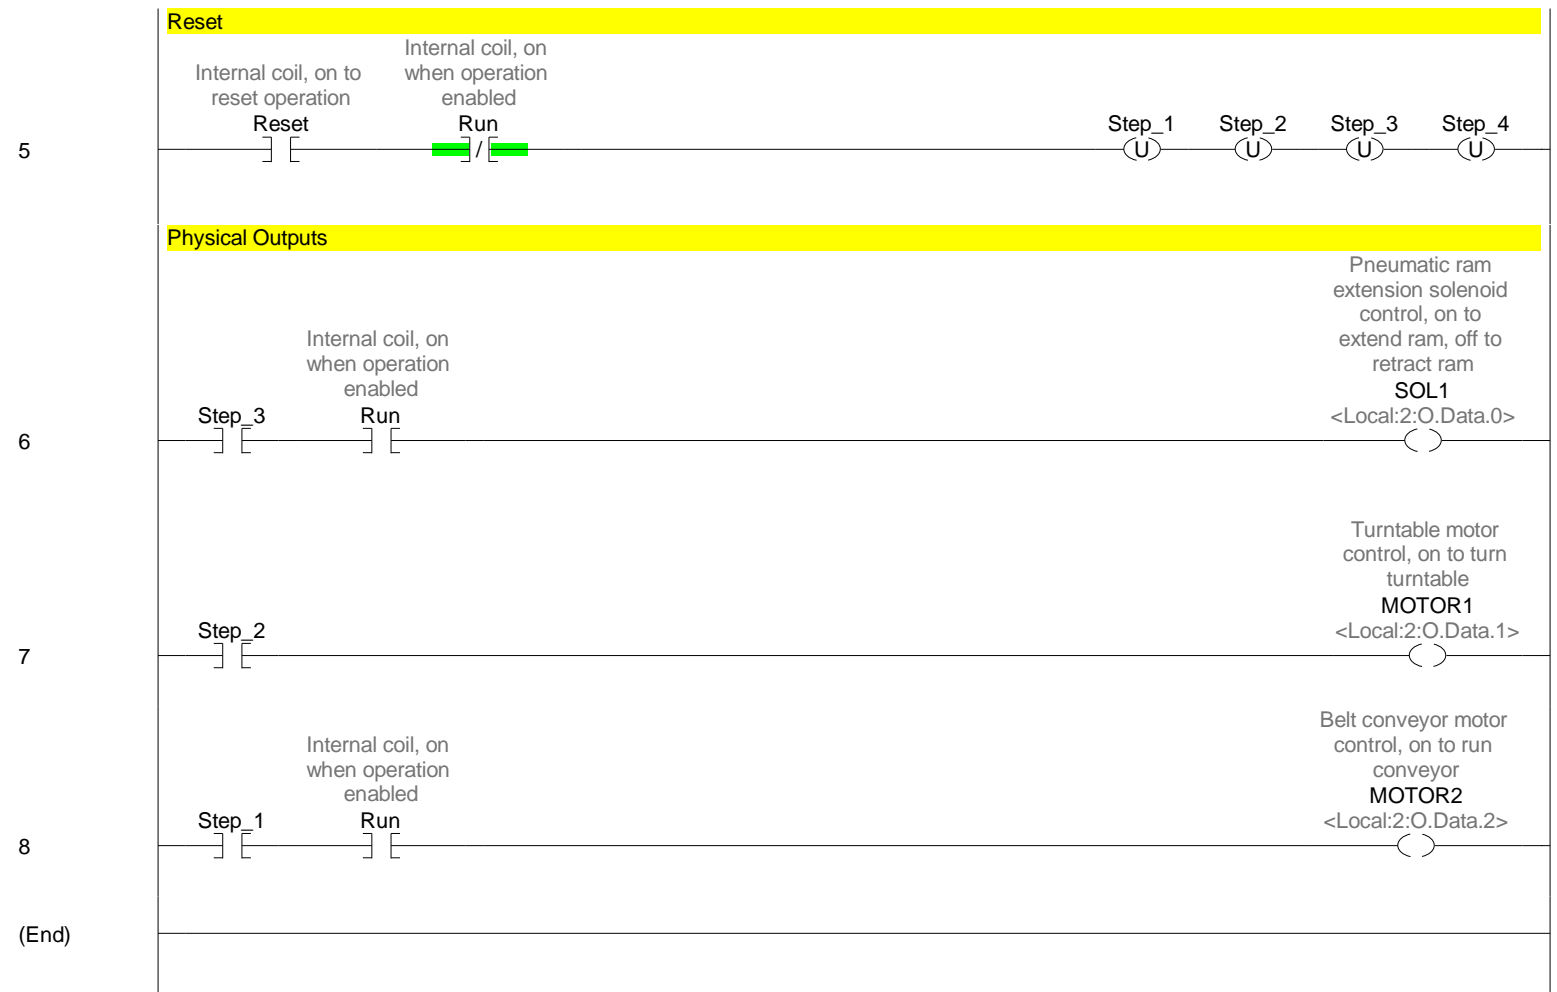 Reset
Internal coil, on to
reset operation
Reset
Internal coil, on
when operation
enabled
Run
/
Step_1
U
Step_2
U
Step_3
U
Step_4
U
5
Physical Outputs
Step_3
Internal coil, on
when operation
enabled
Run
Pneumatic ram
extension solenoid
control, on to
extend ram, off to
retract ram
SOL1
<Local:2:O.Data.0>
6
Step_2
Turntable motor
control, on to turn
turntable
MOTOR1
<Local:2:O.Data.1>
7
Step_1
Internal coil, on
when operation
enabled
Run
Belt conveyor motor
control, on to run
conveyor
MOTOR2
<Local:2:O.Data.2>
8
(End)